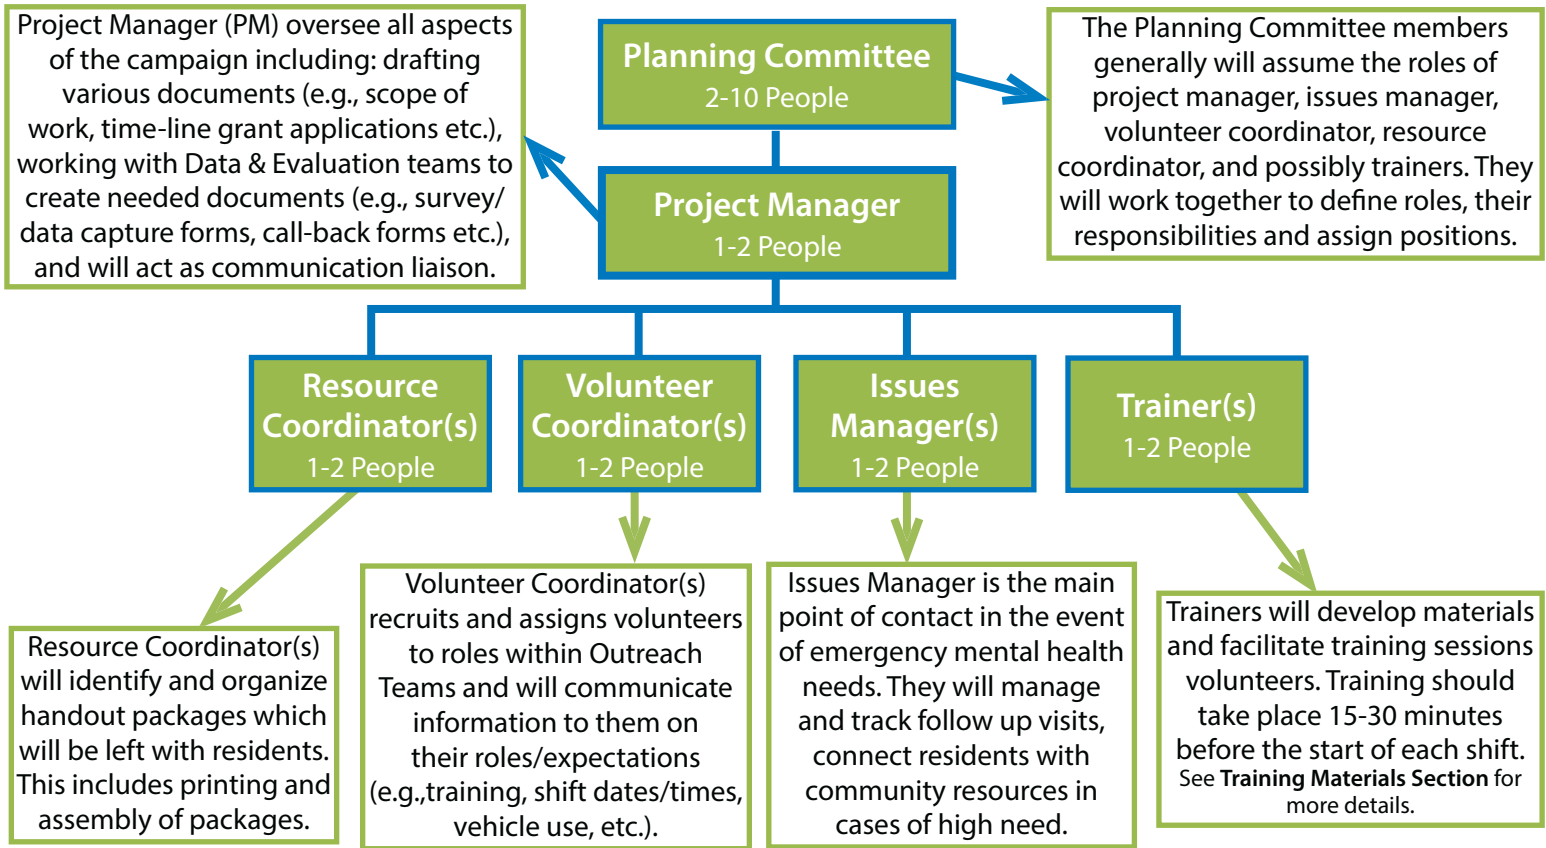 Project Manager (PM) oversee all aspects
of the campaign including: drafting
various documents (e.g., scope of
work, time-line grant applications etc.),
working with Data & Evaluation teams to
create needed documents (e.g., survey/
data capture forms, call-back forms etc.),
and will act as communication liaison.
Planning Committee
2-10 People
The Planning Committee members
generally will assume the roles of
project manager, issues manager,
volunteer coordinator, resource
coordinator, and possibly trainers. They
will work together to define roles, their
responsibilities and assign positions.
Project Manager
1-2 People
Resource
Coordinator(s)
1-2 People
Volunteer
Coordinator(s)
1-2 People
Issues
Manager(s)
1-2 People
Trainer(s)
1-2 People
Resource Coordinator(s)
will identify and organize
handout packages which
will be left with residents.
This includes printing and
assembly of packages.
Volunteer Coordinator(s)
recruits and assigns volunteers
to roles within Outreach
Teams and will communicate
information to them on
their roles/expectations
(e.g.,training, shift dates/times,
vehicle use, etc.).
Issues Manager is the main
point of contact in the event
of emergency mental health
needs. They will manage
and track follow up visits,
connect residents with
community resources in
cases of high need.
Trainers will develop materials
and facilitate training sessions
volunteers. Training should
take place 15-30 minutes
before the start of each shift.
See Training Materials Section for
more details.